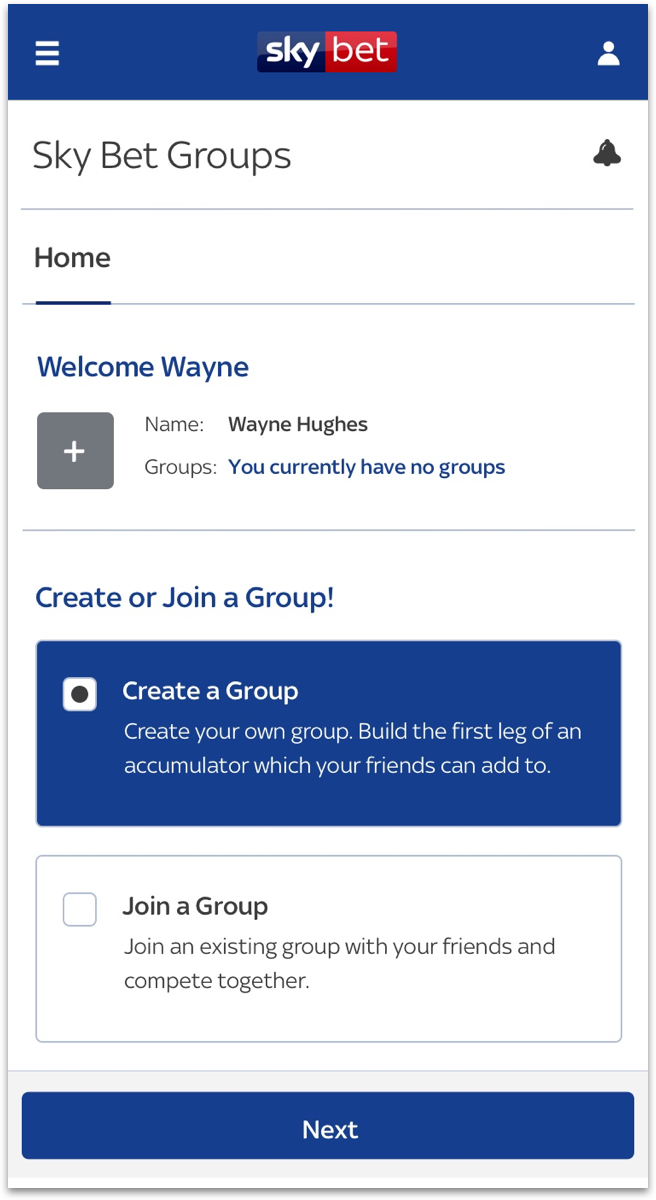 sky bet
Sky Bet Groups
Home
Welcome Wayne
Name: Wayne Hughes
Groups: You currently have no groups
Create or Join a Group!
Create a Group
Create your own group. Build the first leg of an
accumulator which your friends can add to.
Join a Group
Join an existing group with your friends and
compete together.
Next